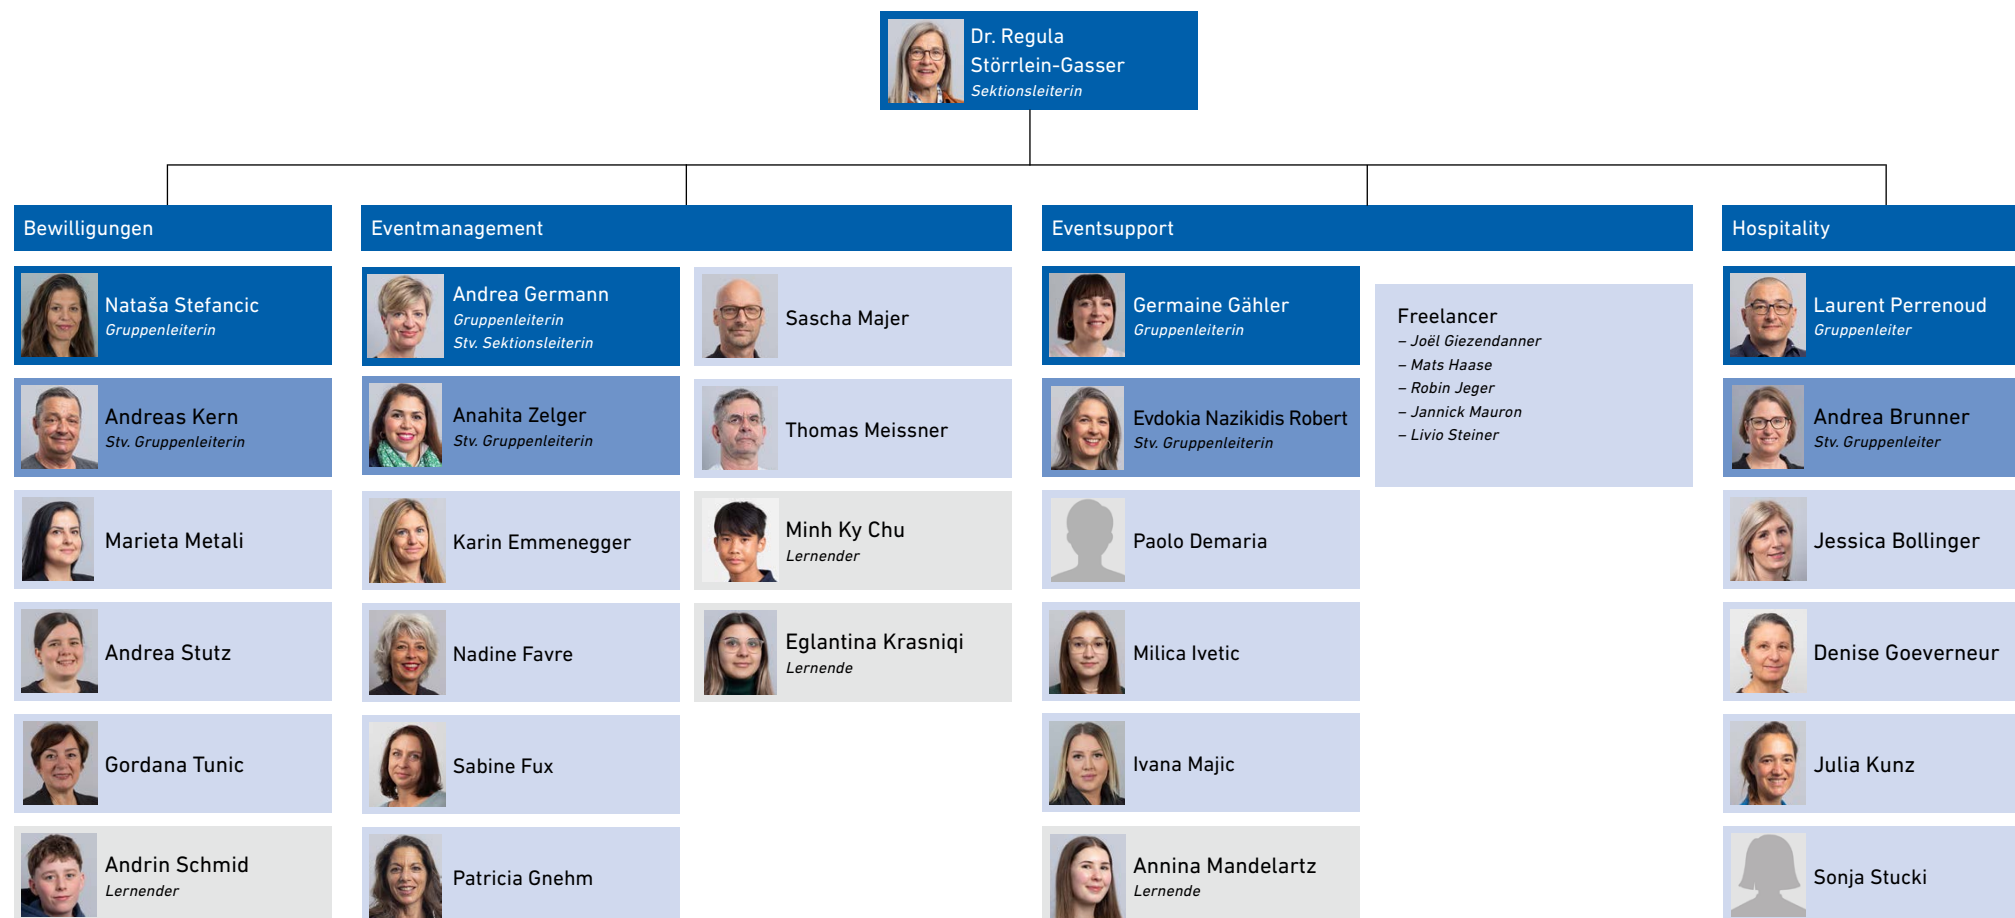 Dr. Regula
Störrlein-Gasser
Sektionsleiterin
Bewilligungen
Nataša Stefancic
Gruppenleiterin
Andreas Kern
Stv. Gruppenleiterin
Marieta Metali
Andrea Stutz
Gordana Tunic
Andrin Schmid
Lernender
Eventmanagement
Andrea Germann
Gruppenleiterin
Stv. Sektionsleiterin
Anahita Zelger
Stv. Gruppenleiterin
Karin Emmenegger
Nadine Favre
Sabine Fux
Patricia Gnehm
Sascha Majer
Thomas Meissner
Minh Ky Chu
Lernender
Eglantina Krasniqi
Lernende
Eventsupport
Germaine Gähler
Gruppenleiterin
Evdokia Nazikidis Robert
Stv. Gruppenleiterin
Paolo Demaria
Milica Ivetic
Ivana Majic
Annina Mandelartz
Lernende
Freelancer
– Joël Giezendanner
– Mats Haase
– Robin Jeger
– Jannick Mauron
– Livio Steiner
Hospitality
Laurent Perrenoud
Gruppenleiter
Andrea Brunner
Stv. Gruppenleiter
Jessica Bollinger
Denise Goeverneur
Julia Kunz
Sonja Stucki